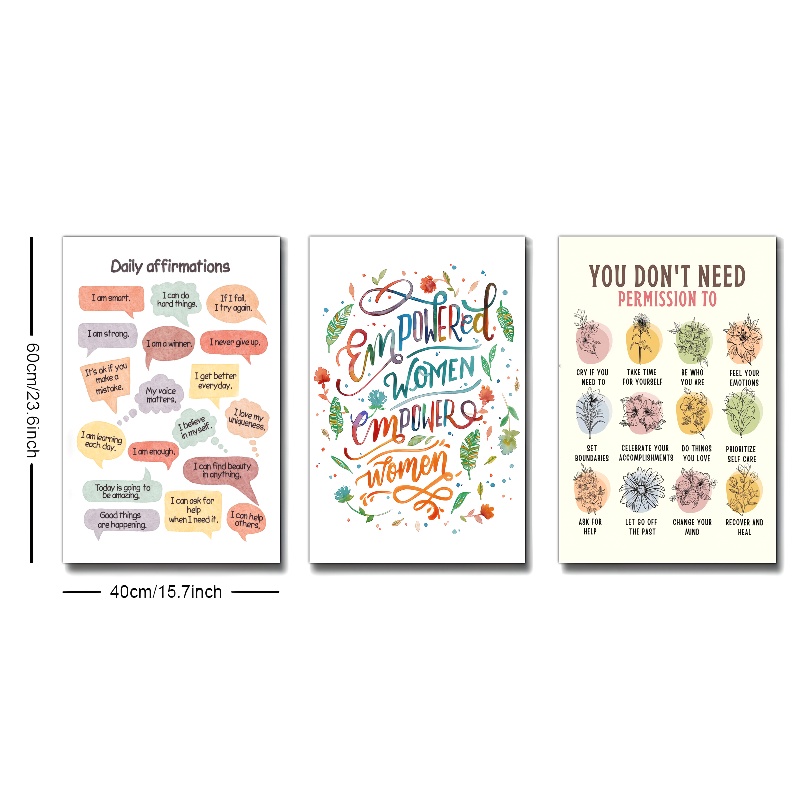 60cm/23.6inch
40cm/15.7inch
Daily affirmations
I am smart.
I can do
hard things.
If I fail,
I try again.
I am strong.
I am a winner.
I never give up.
It's ok if you
make a
mistake.
My voice
matters.
I get better
everyday.
I am learning
each day.
I am enough.
I believe
in myself.
I love my
uniqueness.
I can find beauty
in anything.
Today is going to
be amazing.
Good things
are happening.
I can ask for
help
when I need it.
I can help
others.
EMPOWERED
WOMEN
EMPOWER
women
YOU DON'T NEED
PERMISSION TO
CRY IF YOU
NEED TO
TAKE TIME
FOR YOURSELF
BE WHO
YOU ARE
FEEL YOUR
EMOTIONS
SET
BOUNDARIES
CELEBRATE YOUR
ACCOMPLISHMENTS
DO THINGS
YOU LOVE
PRIORITIZE
SELF CARE
ASK FOR
HELP
LET GO OFF
THE PAST
CHANGE YOUR
MIND
RECOVER AND
HEAL